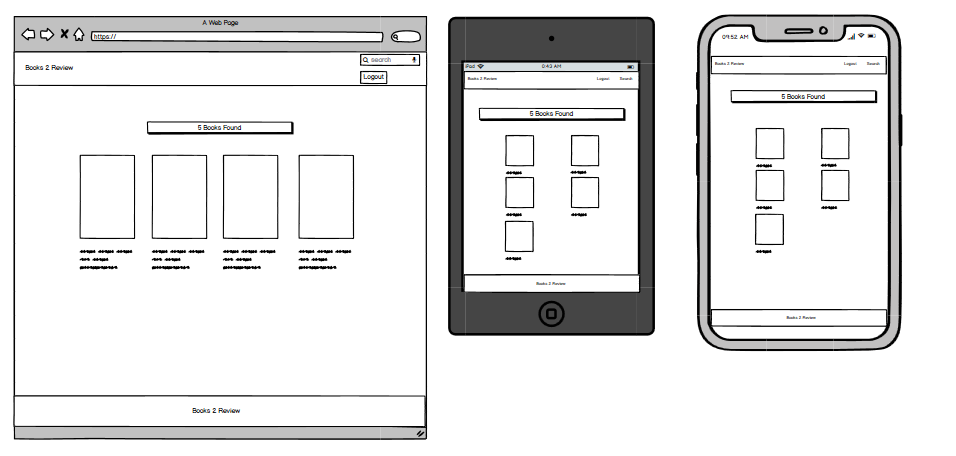 A Web Page
https://
Books 2 Review
search
Logout
5 Books Found
Books 2 Review
iPod
0:43 AM
Books 2 Review
Logout
Search
5 Books Found
Books 2 Review
09:52 AM
Books 2 Review
Logout
Search
5 Books Found
Books 2 Review